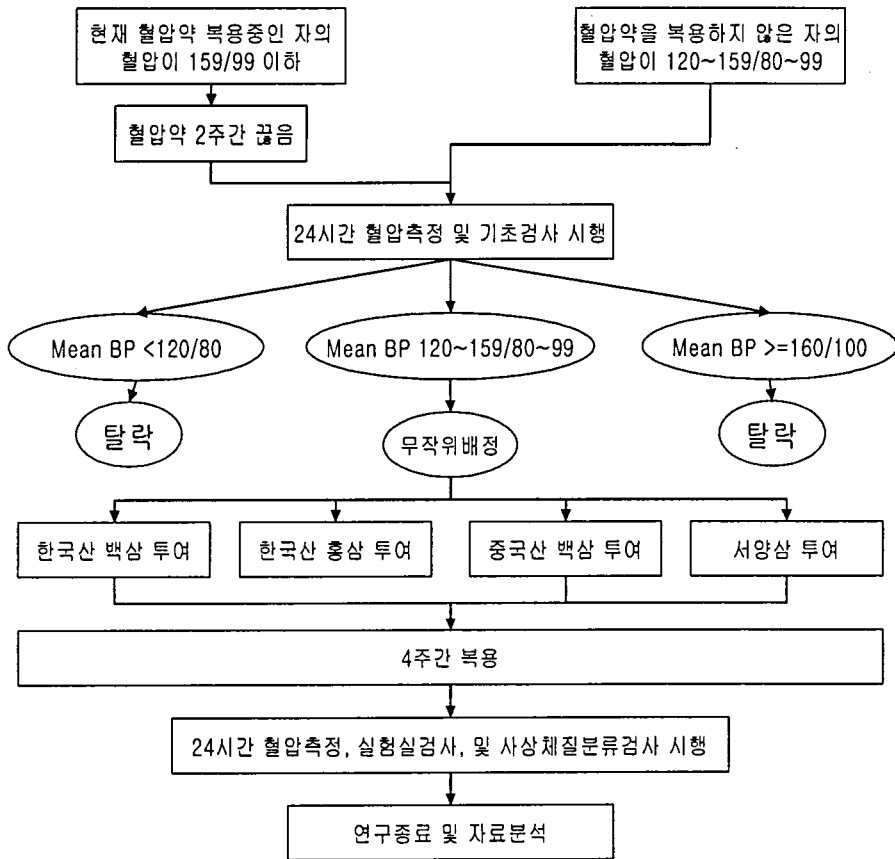 현재 혈압약 복용중인 자의
혈압이 159/99 이하
혈압약을 복용하지 않은 자의
혈압이 120~159/80~99
혈압약 2주간 끊음
24시간 혈압측정 및 기초검사 시행
Mean BP <120/80
Mean BP 120~159/80~99
Mean BP >=160/100
탈락
무작위배정
탈락
한국산 백삼 투여
한국산 홍삼 투여
중국산 백삼 투여
서양삼 투여
4주간 복용
24시간 혈압측정, 실험실검사, 및 사상체질분류검사 시행
연구종료 및 자료분석